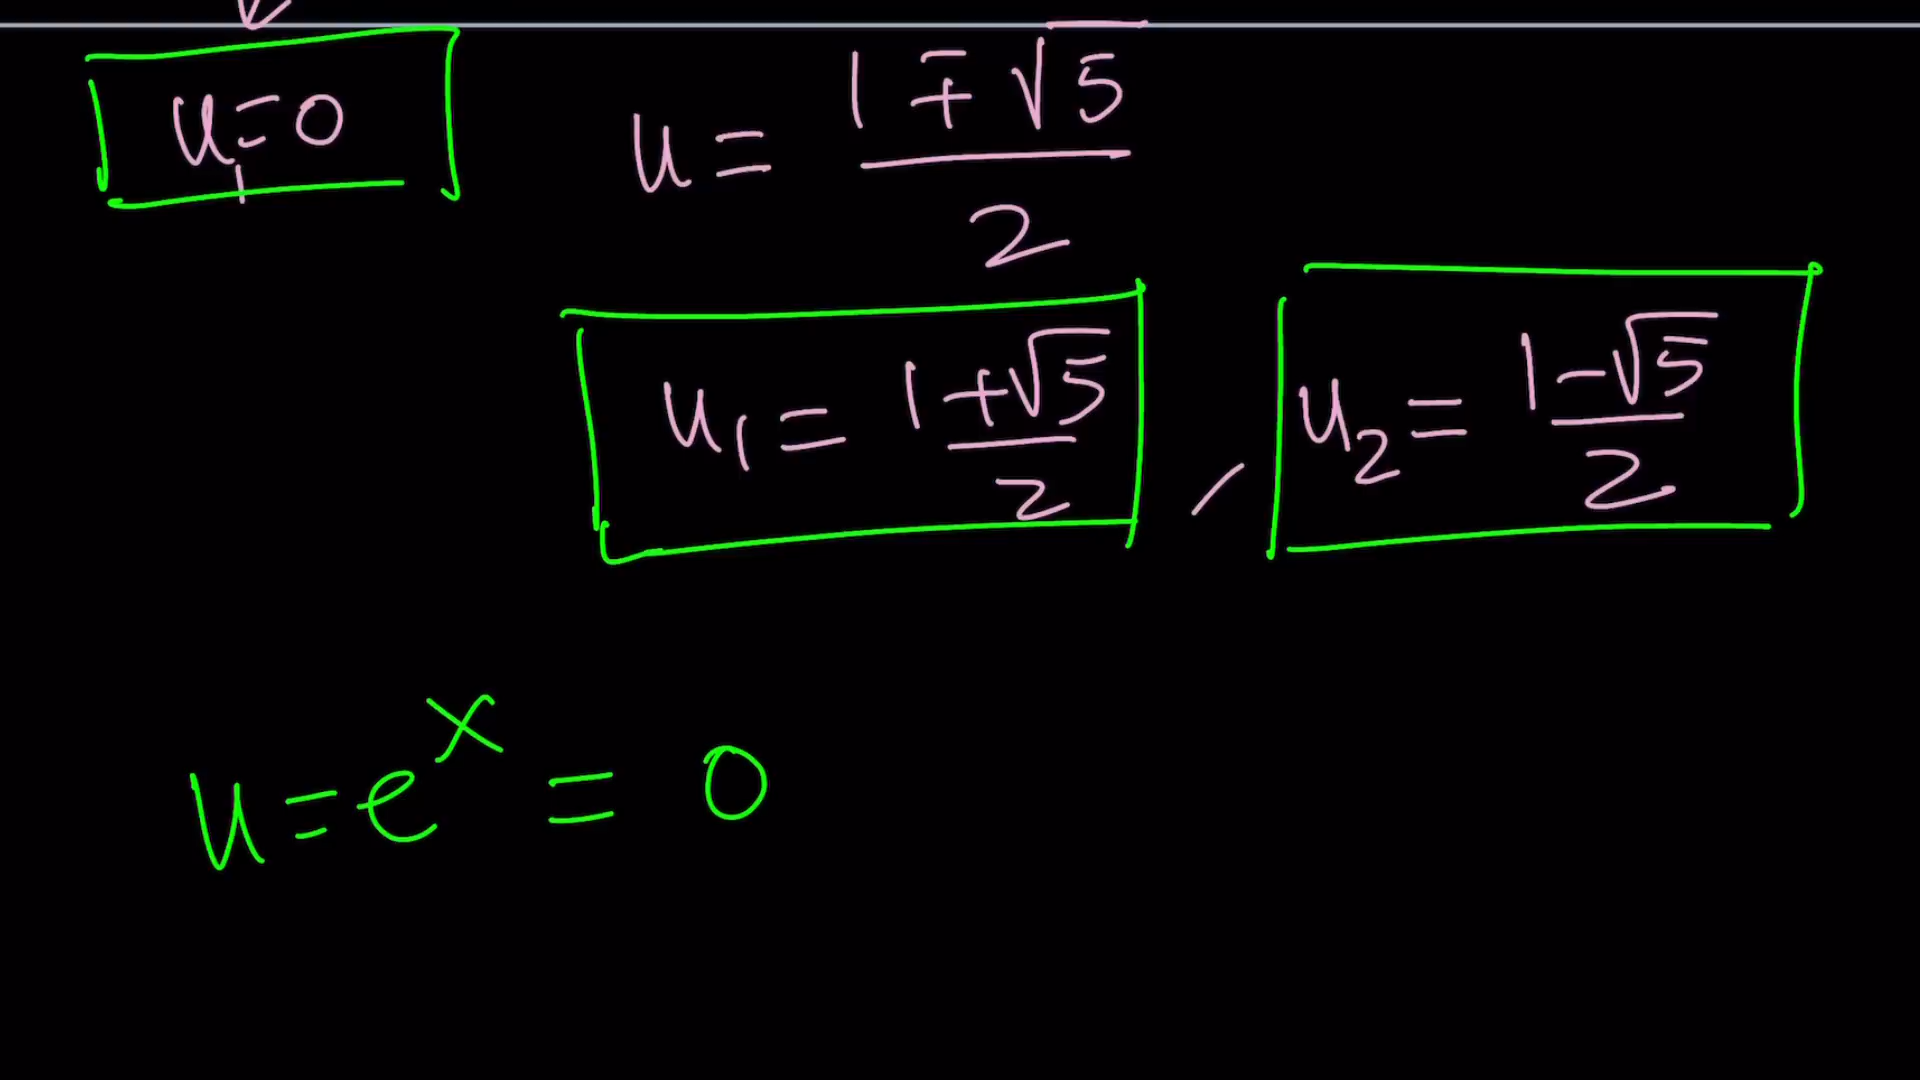 u₁ = 0
u = (1 ∓ √5) / 2
u₁ = (1 + √5) / 2 , u₂ = (1 − √5) / 2
u = eˣ = 0